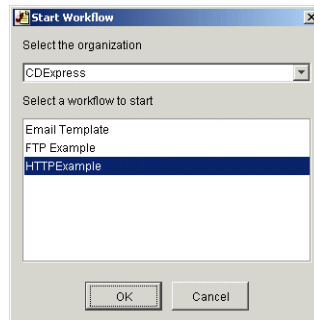 Start Workflow
Select the organization
CDExpress
Select a workflow to start
Email Template
FTP Example
HTTPExample
OK
Cancel